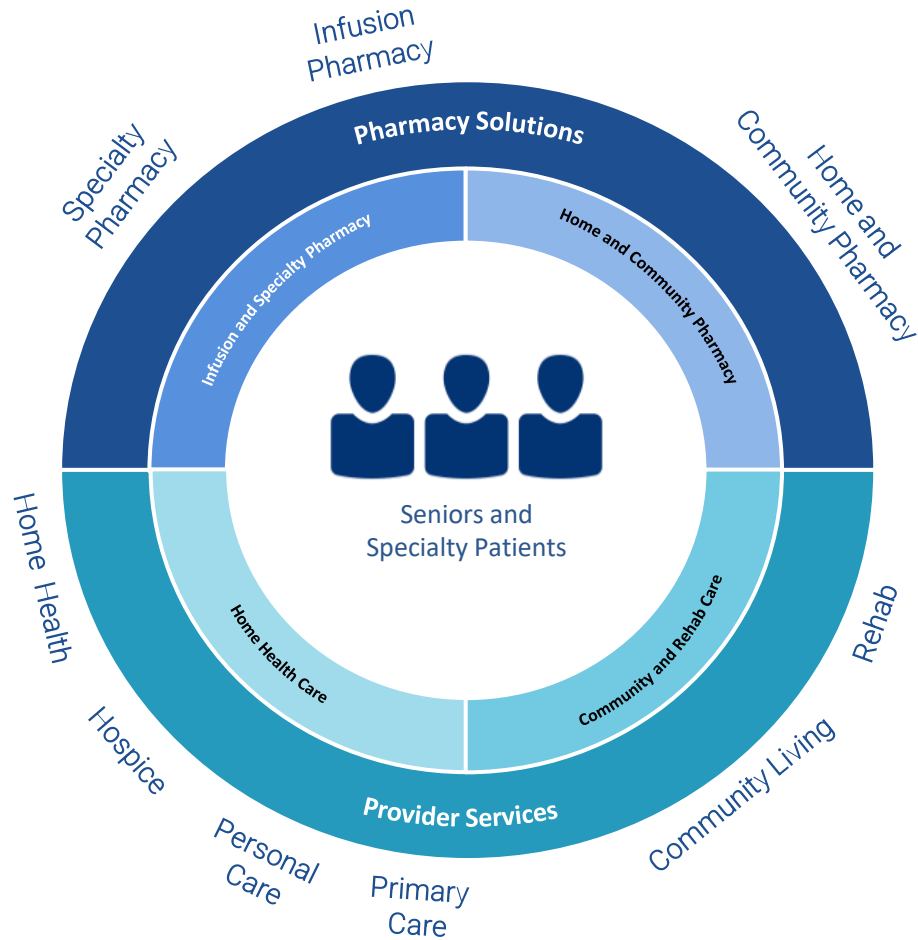 Infusion
Pharmacy
Specialty
Pharmacy
Home and
Community Pharmacy
Pharmacy Solutions
Infusion and Specialty Pharmacy
Home and Community Pharmacy
Seniors and
Specialty Patients
Home Health Care
Community and Rehab Care
Provider Services
Home Health
Hospice
Personal
Care
Primary
Care
Community Living
Rehab